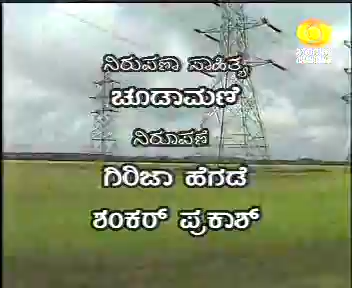 ನಿರುಪಣಾ ಸಾಹಿತ್ಯ
ಚೂಡಾಮಣಿ
ನಿರೂಪಣೆ
ಗಿರಿಜಾ ಹೆಗಡೆ
ಶಂಕರ್ ಪ್ರಕಾಶ್